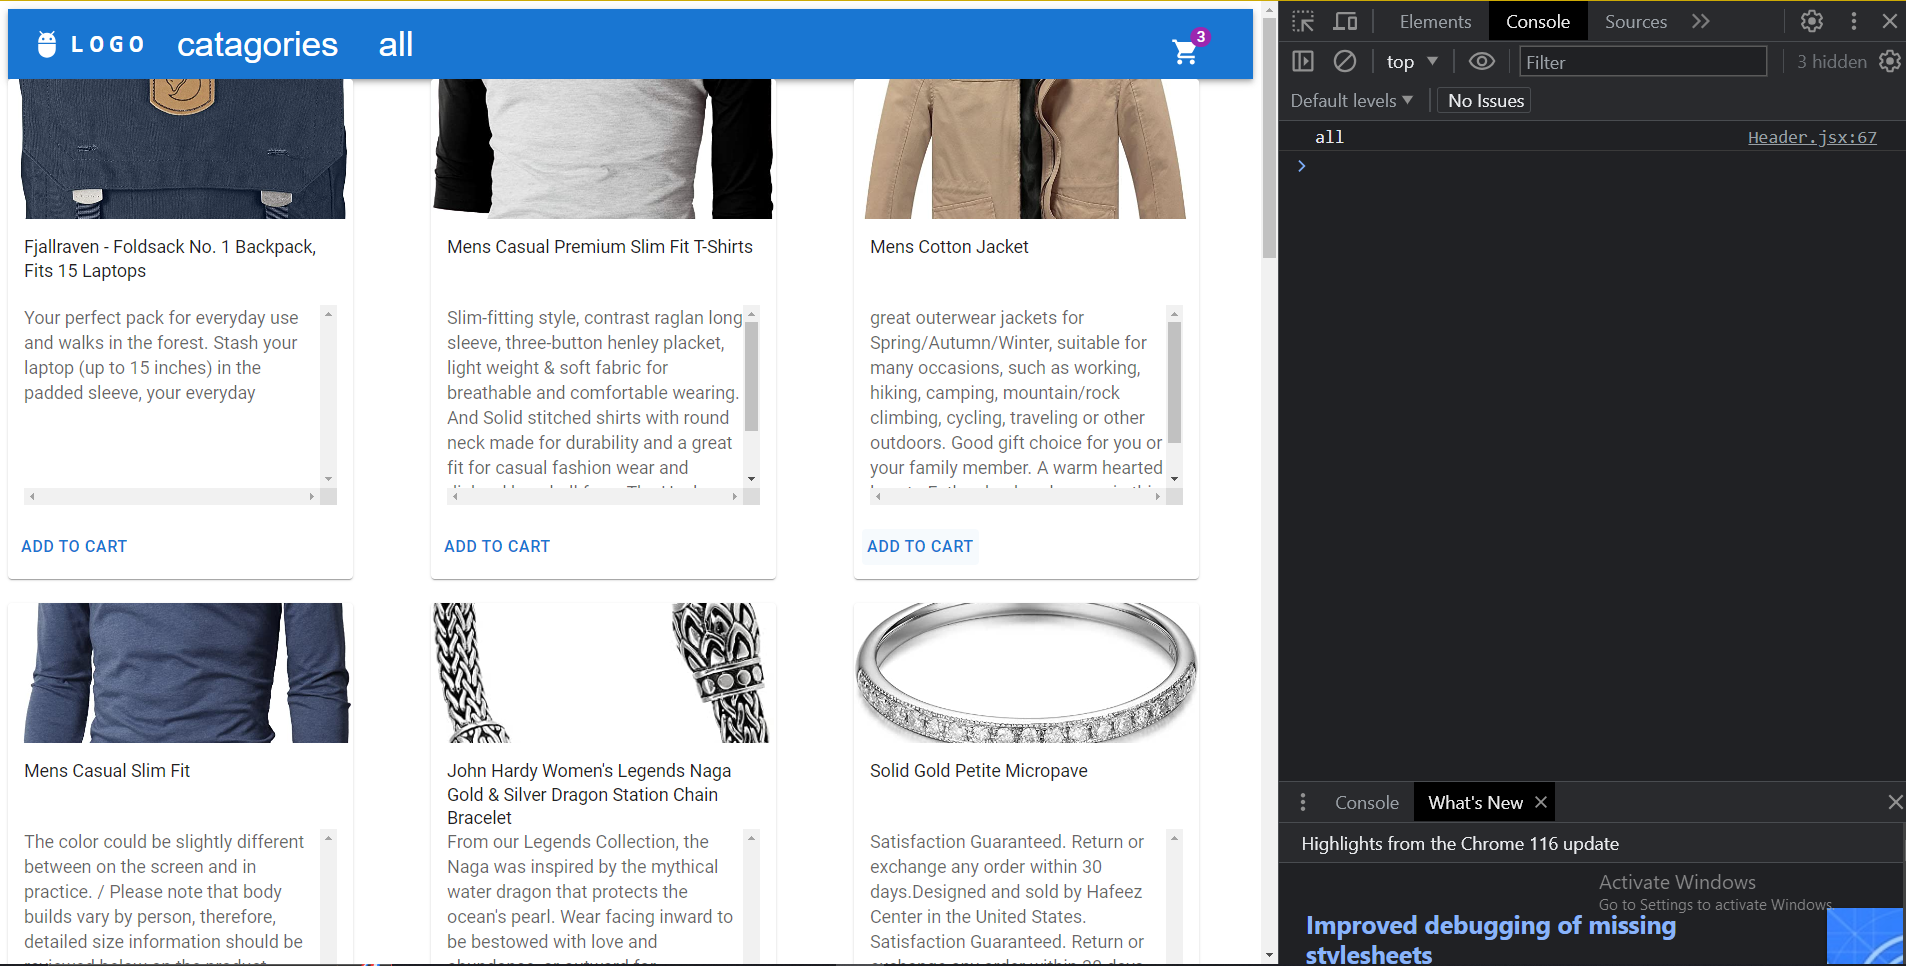 LOGO catagories all 3
Fjallraven - Foldsack No. 1 Backpack,
Fits 15 Laptops
Your perfect pack for everyday use
and walks in the forest. Stash your
laptop (up to 15 inches) in the
padded sleeve, your everyday
ADD TO CART
Mens Casual Premium Slim Fit T-Shirts
Slim-fitting style, contrast raglan long
sleeve, three-button henley placket,
light weight & soft fabric for
breathable and comfortable wearing.
And Solid stitched shirts with round
neck made for durability and a great
fit for casual fashion wear and
ADD TO CART
Mens Cotton Jacket
great outerwear jackets for
Spring/Autumn/Winter, suitable for
many occasions, such as working,
hiking, camping, mountain/rock
climbing, cycling, traveling or other
outdoors. Good gift choice for you or
your family member. A warm hearted
ADD TO CART
Mens Casual Slim Fit
The color could be slightly different
between on the screen and in
practice. / Please note that body
builds vary by person, therefore,
detailed size information should be
John Hardy Women's Legends Naga
Gold & Silver Dragon Station Chain
Bracelet
From our Legends Collection, the
Naga was inspired by the mythical
water dragon that protects the
ocean's pearl. Wear facing inward to
be bestowed with love and
Solid Gold Petite Micropave
Satisfaction Guaranteed. Return or
exchange any order within 30
days.Designed and sold by Hafeez
Center in the United States.
Satisfaction Guaranteed. Return or
exchange any order within 30 days
Elements Console Sources
top Filter 3 hidden
Default levels No Issues
all Header.jsx:67
Console What's New
Highlights from the Chrome 116 update
Activate Windows
Go to Settings to activate Windows.
Improved debugging of missing
stylesheets